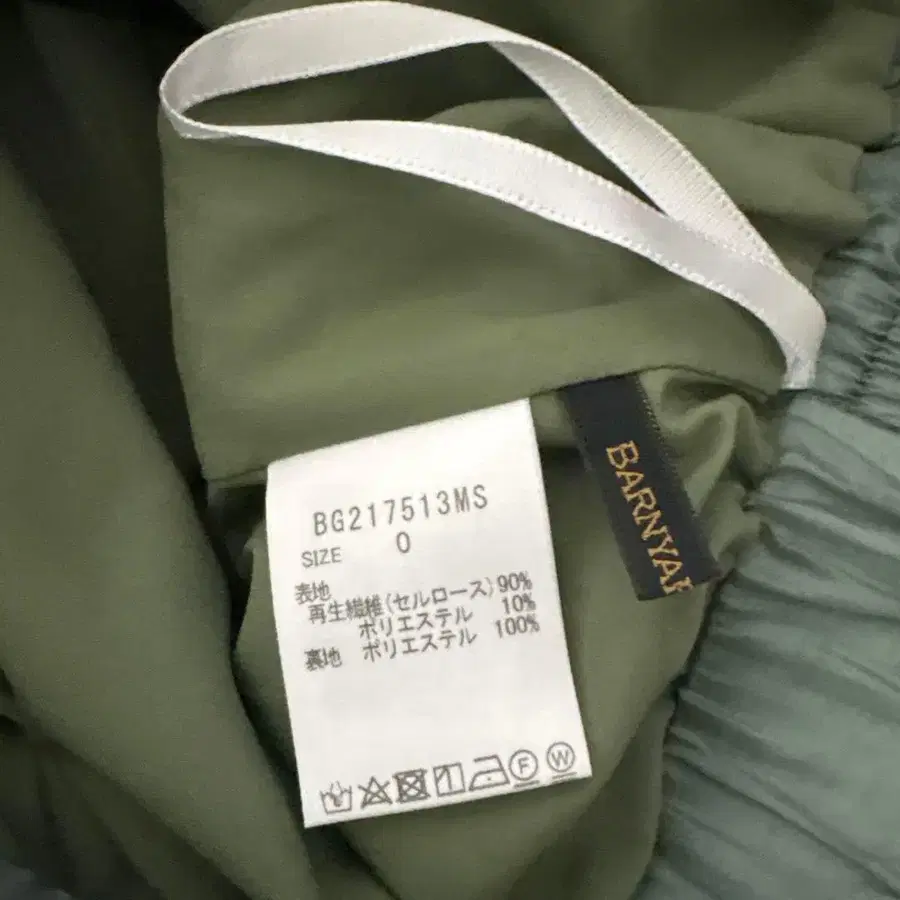 BG217513MS
SIZE 0
表地
再生繊維(セルロース) 90%
ポリエステル 10%
裏地 ポリエステル 100%
F W